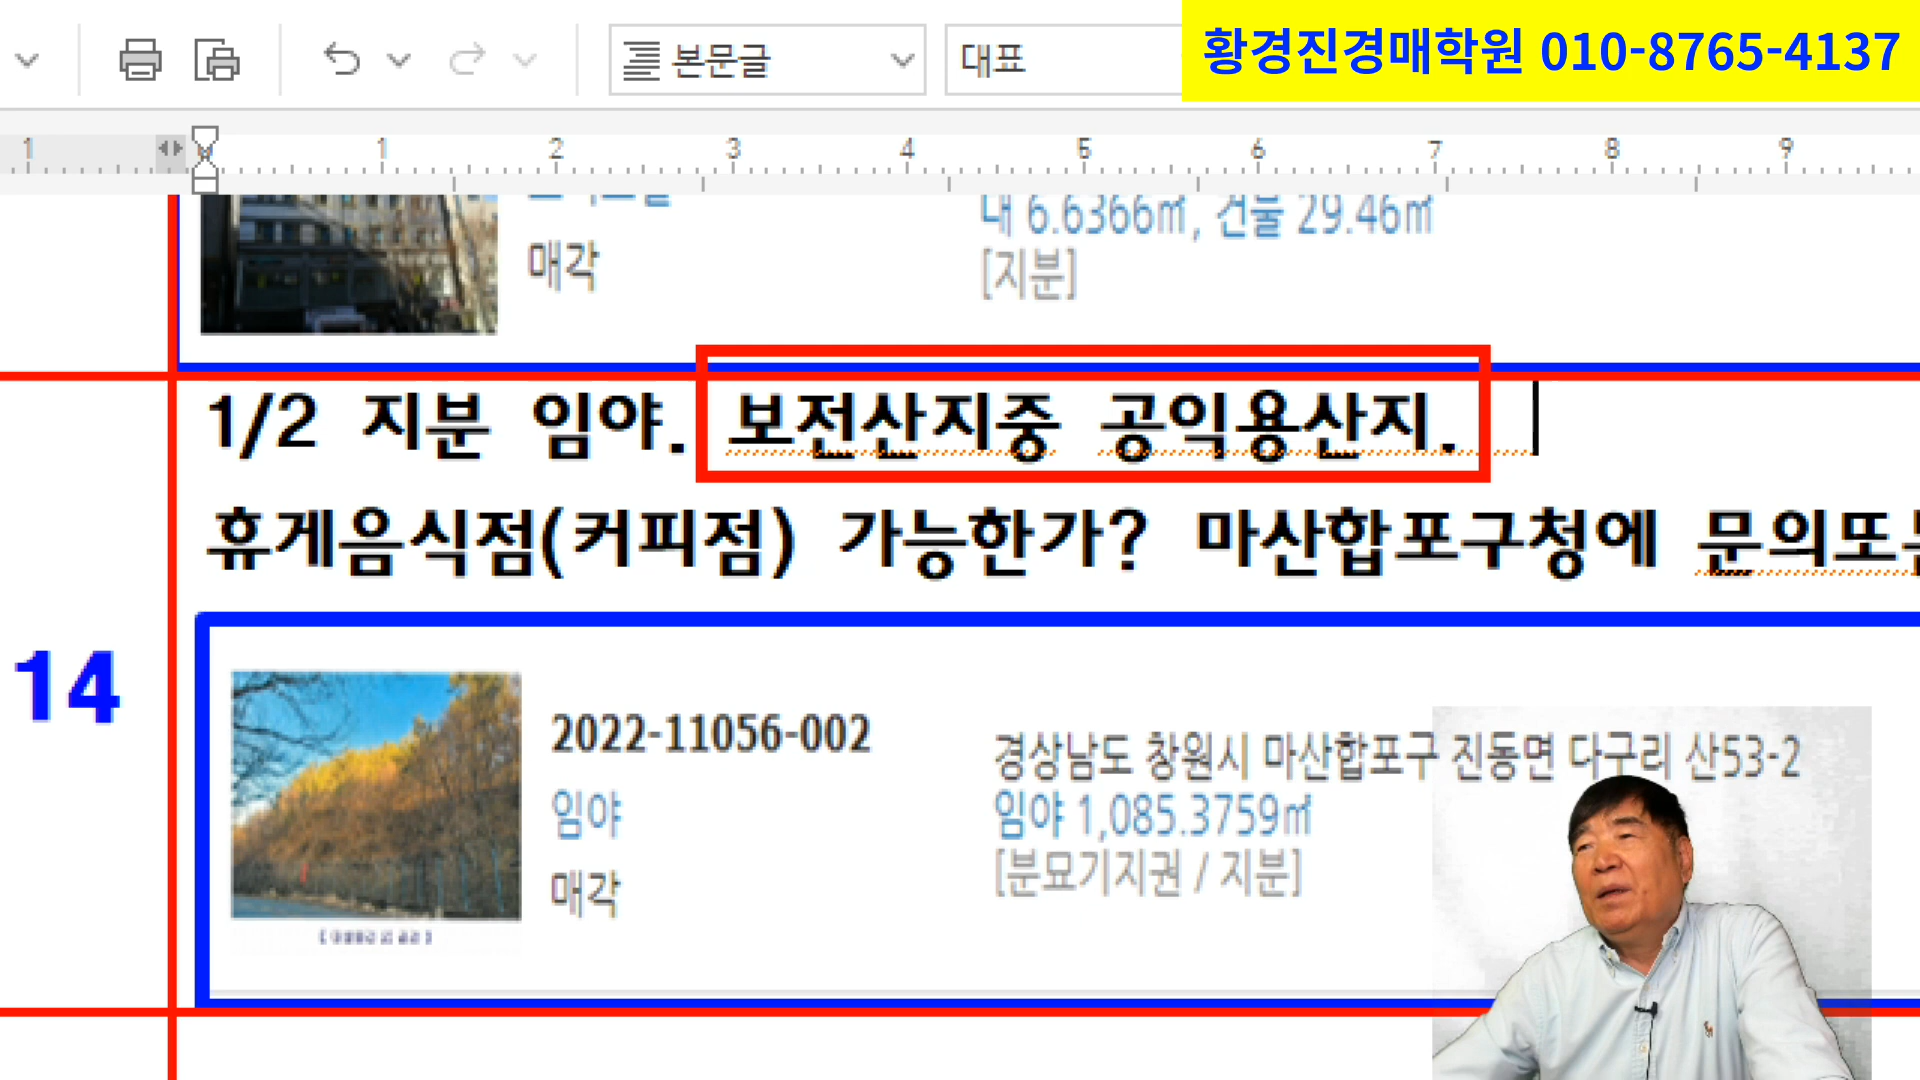 본문글
대표
황경진경매학원 010-8765-4137
1 1 2 3 4 5 6 7 8 9
6.6366㎡, 건물 29.46㎡
매각
[지분]
1/2 지분 임야. 보전산지중 공익용산지.
휴게음식점(커피점) 가능한가? 마산합포구청에 문의또는
14
2022-11056-002
경상남도 창원시 마산합포구 진동면 다구리 산53-2
임야
임야 1,085.3759㎡
[분묘기지권 / 지분]
매각